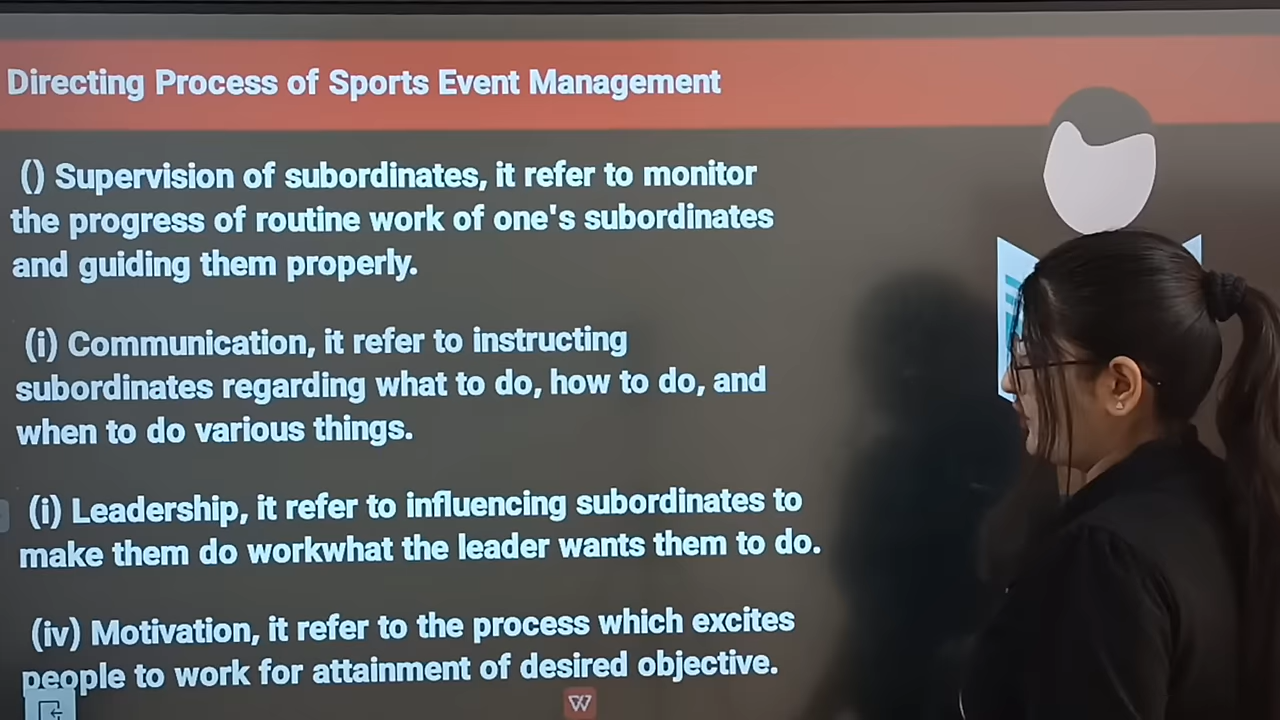 Directing Process of Sports Event Management
() Supervision of subordinates, it refer to monitor
the progress of routine work of one's subordinates
and guiding them properly.
(i) Communication, it refer to instructing
subordinates regarding what to do, how to do, and
when to do various things.
(i) Leadership, it refer to influencing subordinates to
make them do workwhat the leader wants them to do.
(iv) Motivation, it refer to the process which excites
people to work for attainment of desired objective.